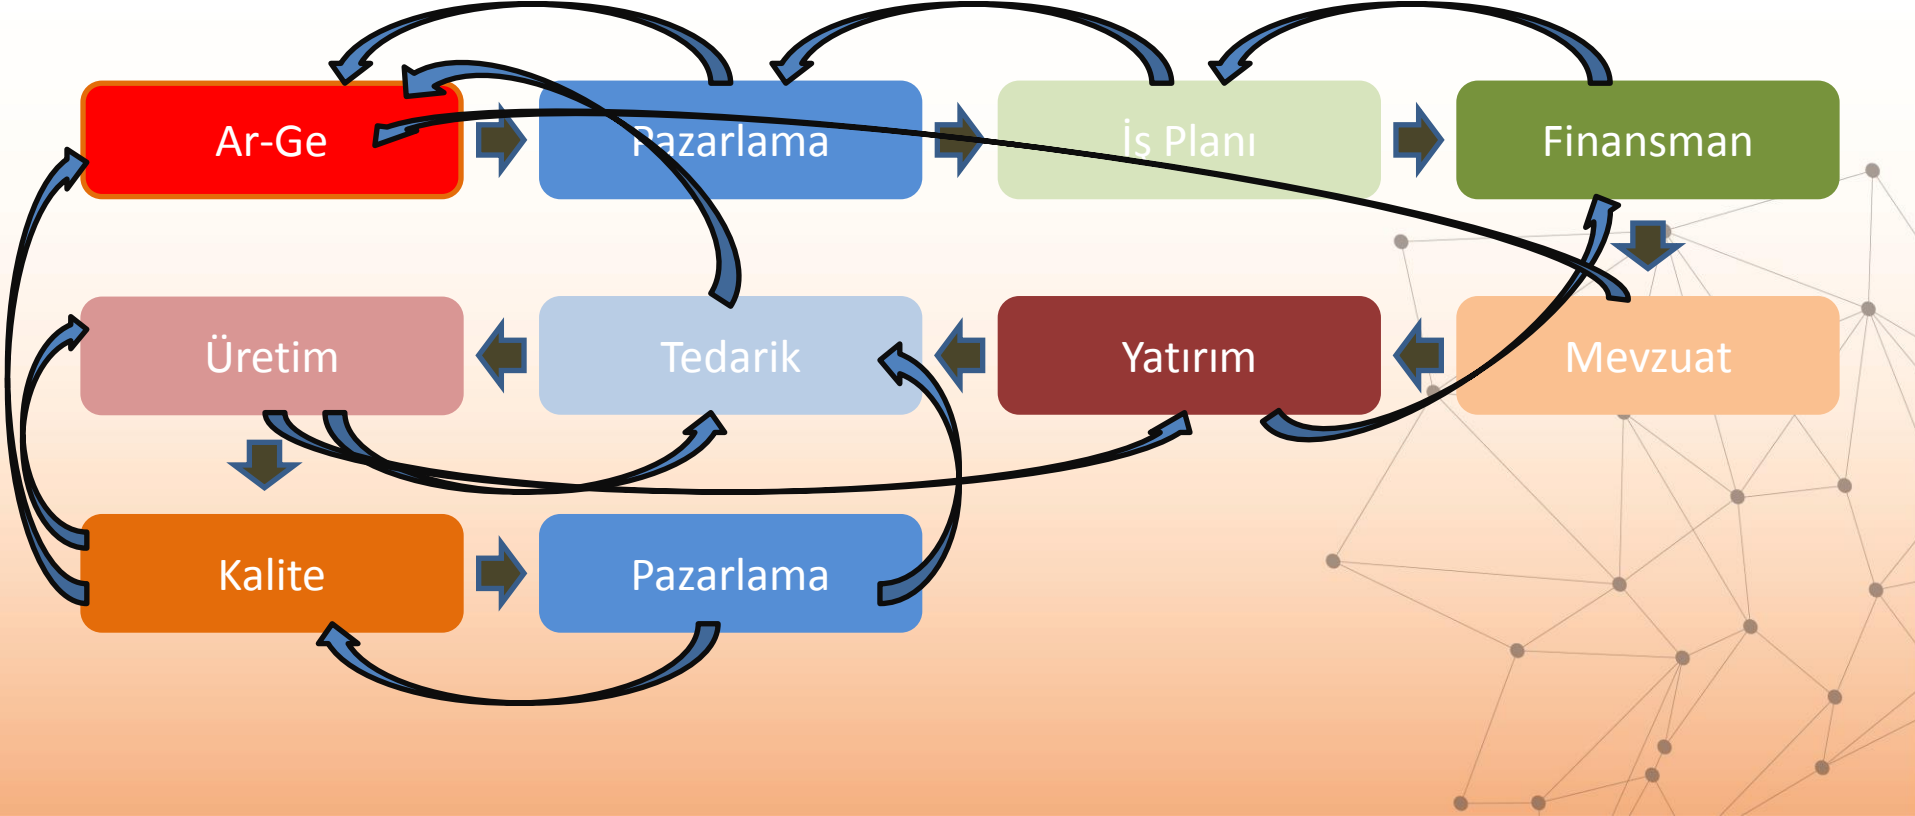 Ar-Ge
Pazarlama
İş Planı
Finansman
Üretim
Tedarik
Yatırım
Mevzuat
Kalite
Pazarlama